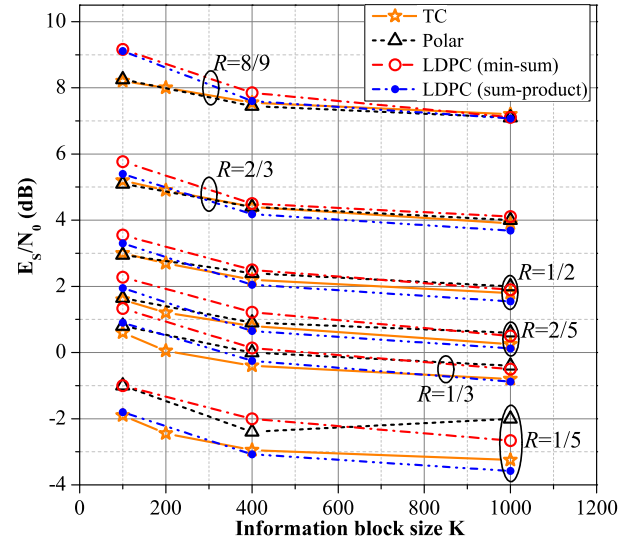 TC
Polar
LDPC (min-sum)
LDPC (sum-product)
10
8
6
4
2
0
-2
-4
E_S/N_0 (dB)
R=8/9
R=2/3
R=1/2
R=2/5
R=1/3
R=1/5
0 200 400 600 800 1000 1200
Information block size K